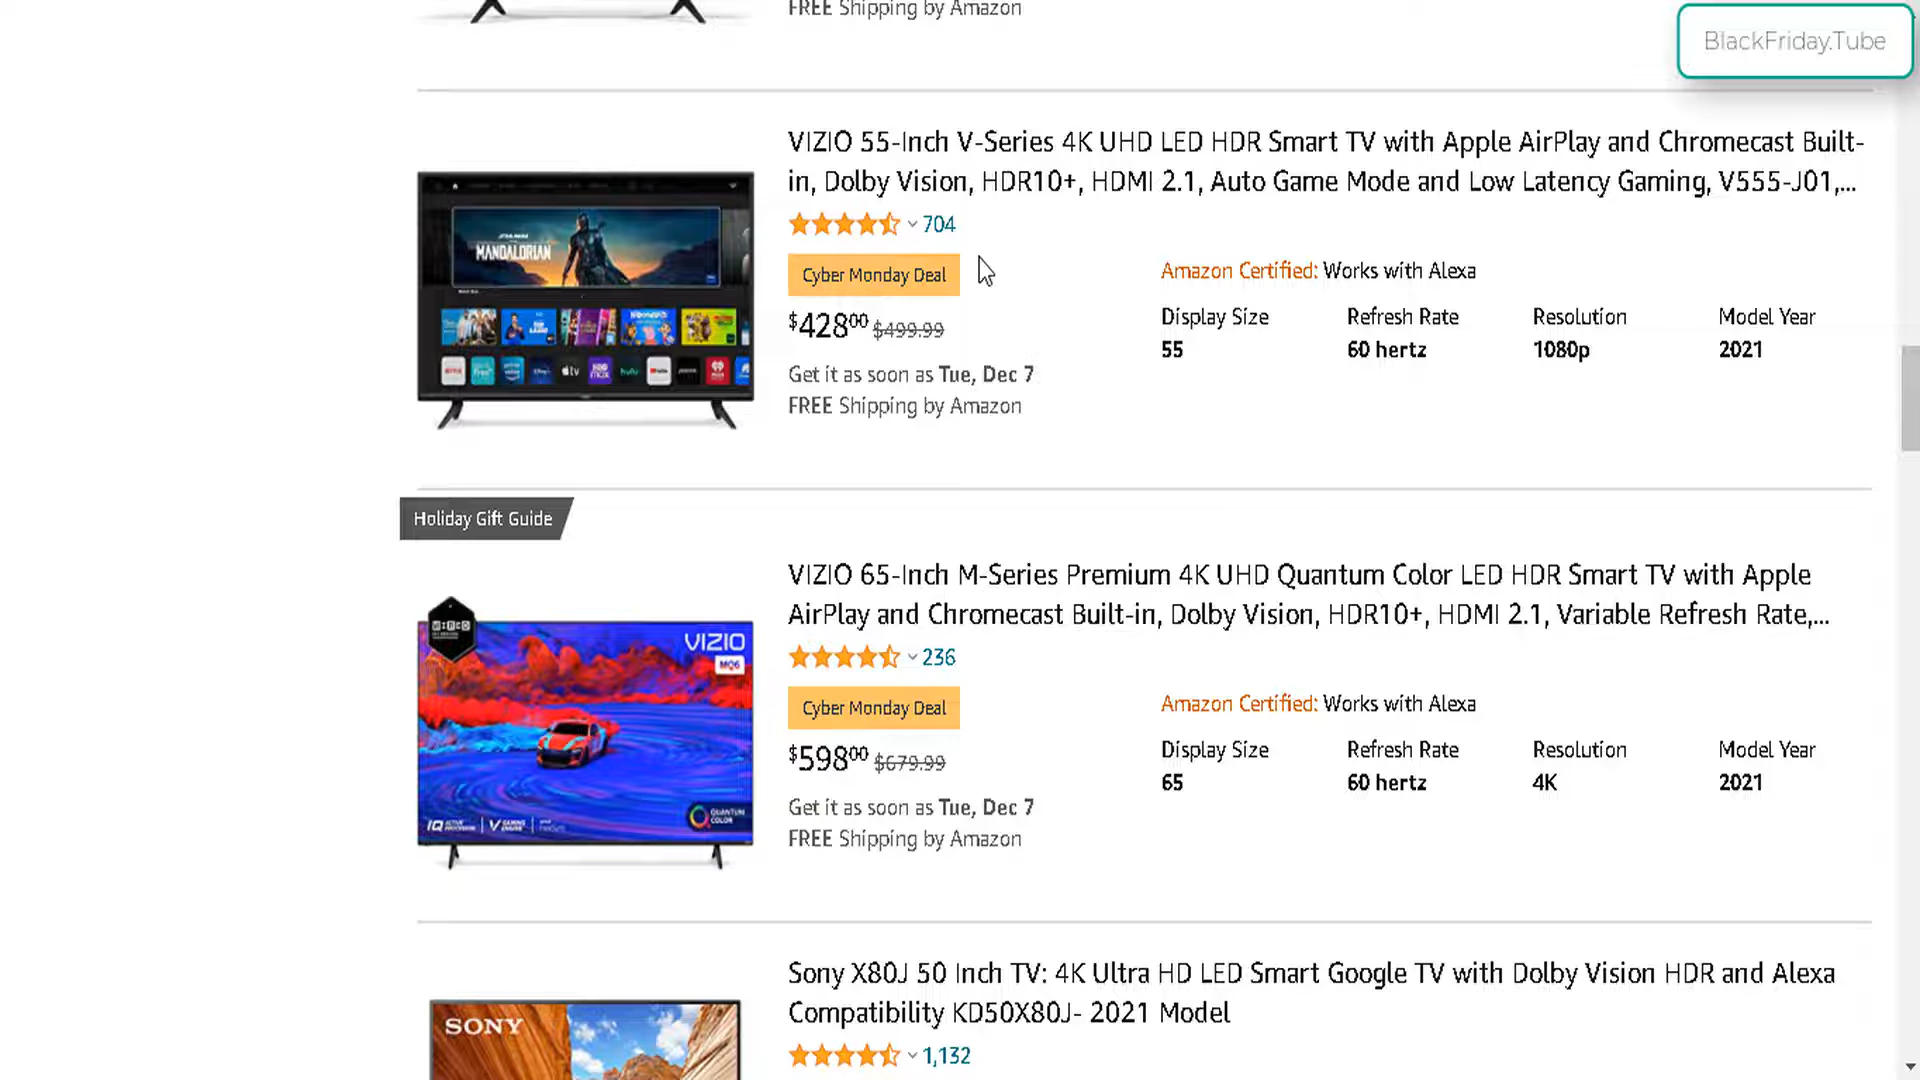 FREE Shipping by Amazon
BlackFriday.Tube
VIZIO 55-Inch V-Series 4K UHD LED HDR Smart TV with Apple AirPlay and Chromecast Built-
in, Dolby Vision, HDR10+, HDMI 2.1, Auto Game Mode and Low Latency Gaming, V555-J01,...
704
Cyber Monday Deal
$42800 $499.99
Get it as soon as Tue, Dec 7
FREE Shipping by Amazon
Amazon Certified: Works with Alexa
Display Size Refresh Rate Resolution Model Year
55 60 hertz 1080p 2021
MANDALORIAN
Holiday Gift Guide
VIZIO 65-Inch M-Series Premium 4K UHD Quantum Color LED HDR Smart TV with Apple
AirPlay and Chromecast Built-in, Dolby Vision, HDR10+, HDMI 2.1, Variable Refresh Rate,...
236
Cyber Monday Deal
$59800 $679.99
Get it as soon as Tue, Dec 7
FREE Shipping by Amazon
Amazon Certified: Works with Alexa
Display Size Refresh Rate Resolution Model Year
65 60 hertz 4K 2021
WIRED
VIZIO
MQ6
QUANTUM
COLOR
Sony X80J 50 Inch TV: 4K Ultra HD LED Smart Google TV with Dolby Vision HDR and Alexa
Compatibility KD50X80J- 2021 Model
1,132
SONY